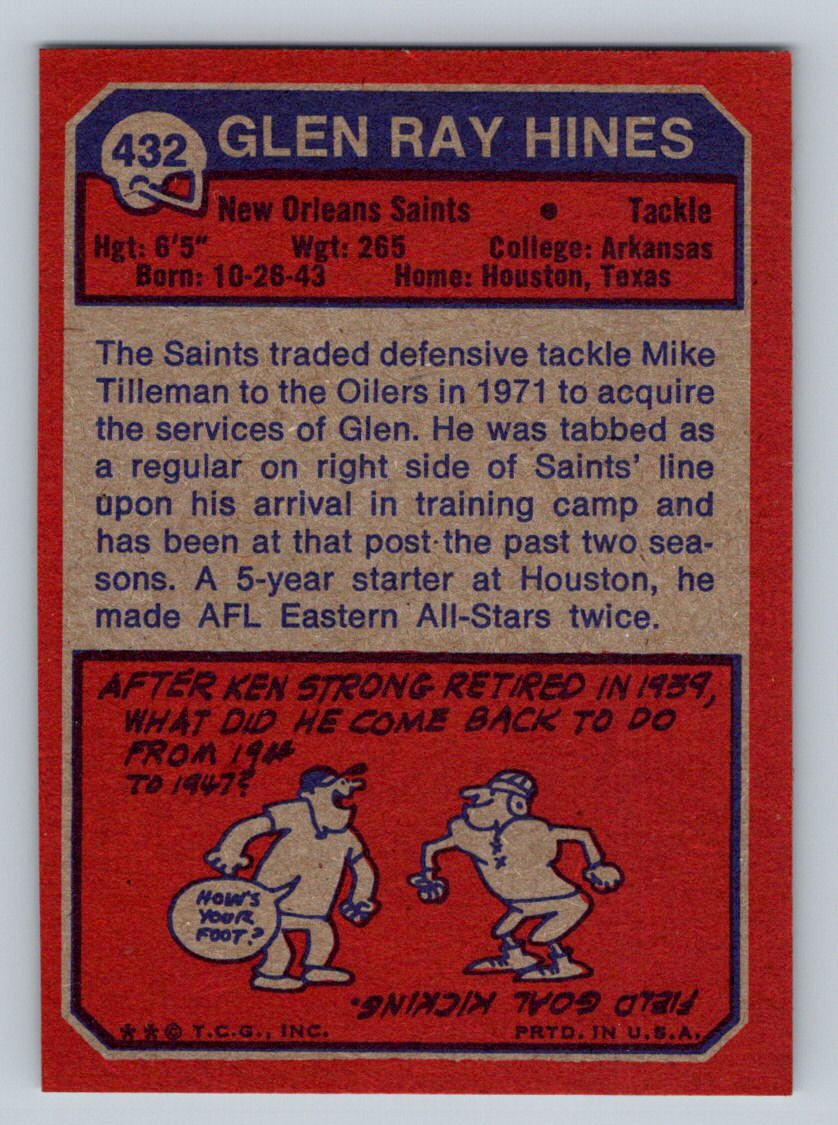 432 GLEN RAY HINES
New Orleans Saints • Tackle
Hgt: 6'5" Wgt: 265 College: Arkansas
Born: 10-26-43 Home: Houston, Texas
The Saints traded defensive tackle Mike
Tilleman to the Oilers in 1971 to acquire
the services of Glen. He was tabbed as
a regular on right side of Saints' line
upon his arrival in training camp and
has been at that post the past two sea-
sons. A 5-year starter at Houston, he
made AFL Eastern All-Stars twice.
AFTER KEN STRONG RETIRED IN 1939,
WHAT DID HE COME BACK TO DO
FROM
TO 1947?
HOW'S
YOUR
FOOT?
FIELD GOAL KICKING.
**© T.C.G., INC. PRTD. IN U.S.A.